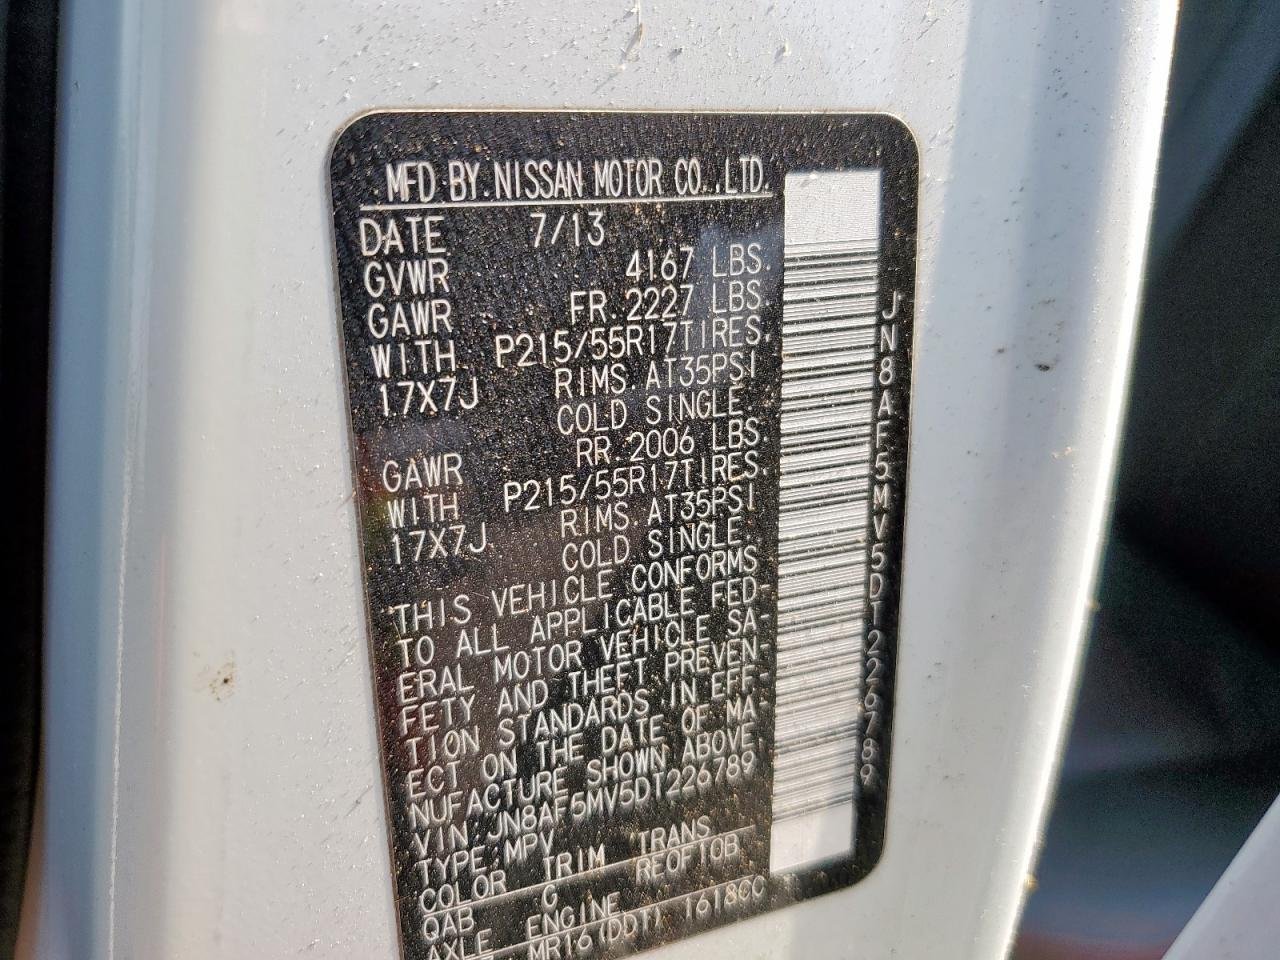 MFD BY NISSAN MOTOR CO.,LTD.
DATE 7/13
GVWR 4167 LBS.
GAWR FR. 2227 LBS.
WITH P215/55R17TIRES.
17X7J RIMS. AT35PSI
COLD SINGLE.
GAWR RR. 2006 LBS.
WITH P215/55R17TIRES.
17X7J RIMS. AT35PSI
COLD SINGLE.
THIS VEHICLE CONFORMS
TO ALL APPLICABLE FED-
ERAL MOTOR VEHICLE SA-
FETY AND THEFT PREVEN-
TION STANDARDS IN EFF-
ECT ON THE DATE OF MA-
NUFACTURE SHOWN ABOVE
VIN:JN8AF5MV5DT226789
TYPE:MPV
COLOR TRIM TRANS
QAB G RE0FT0B
AXLE ENGINE
MR16(DDT) 1618CC
JN8AF5MV5DT226789